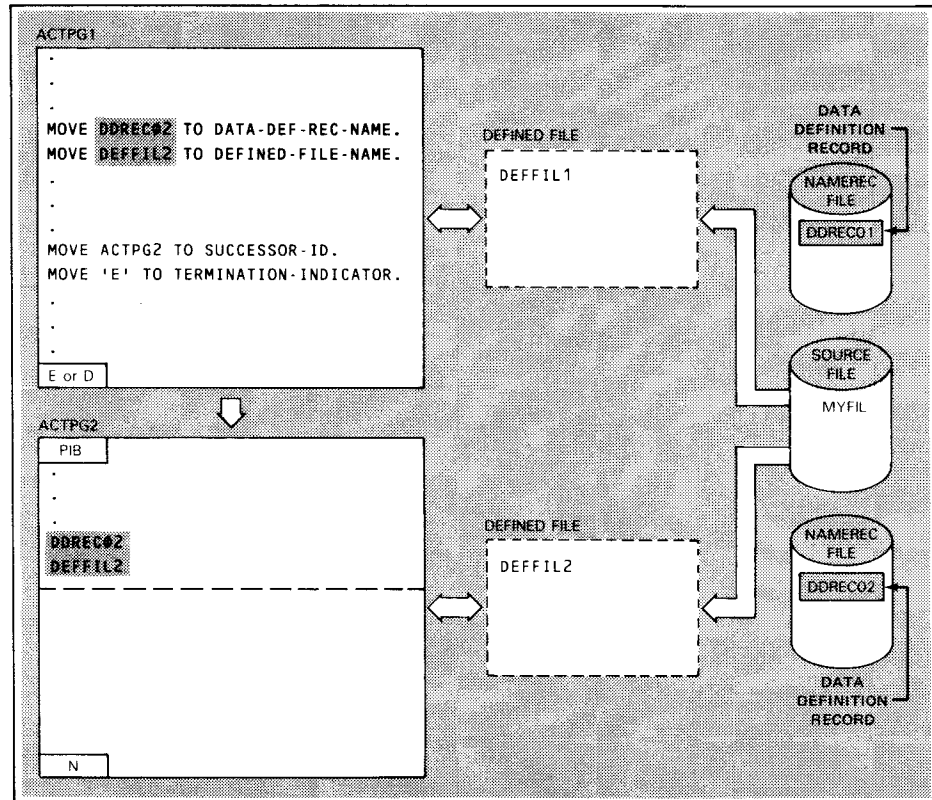 ACTPG1
.
.
.
MOVE DDREC02 TO DATA-DEF-REC-NAME.
MOVE DEFFIL2 TO DEFINED-FILE-NAME.
.
.
.
MOVE ACTPG2 TO SUCCESSOR-ID.
MOVE 'E' TO TERMINATION-INDICATOR.
.
.
.
E or D
DEFINED FILE
DEFFIL1
DATA
DEFINITION
RECORD
NAMEREC
FILE
DDREC01
SOURCE
FILE
MYFIL
ACTPG2
PIB
.
.
.
DDREC02
DEFFIL2
N
DEFINED FILE
DEFFIL2
NAMEREC
FILE
DDREC02
DATA
DEFINITION
RECORD